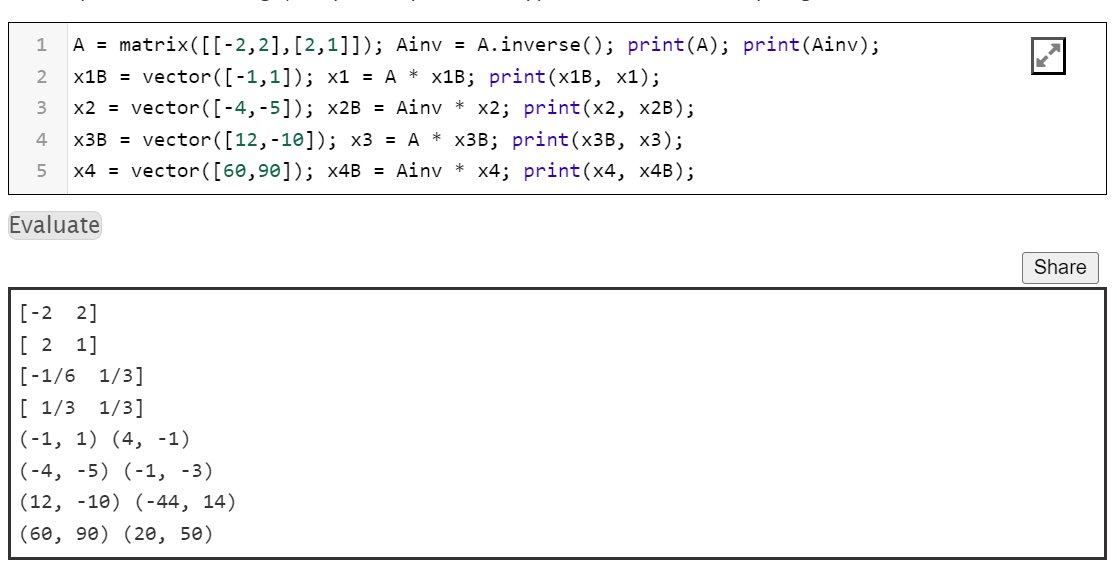 1 A = matrix([[-2,2],[2,1]]); Ainv = A.inverse(); print(A); print(Ainv);
2 x1B = vector([-1,1]); x1 = A * x1B; print(x1B, x1);
3 x2 = vector([-4,-5]); x2B = Ainv * x2; print(x2, x2B);
4 x3B = vector([12,-10]); x3 = A * x3B; print(x3B, x3);
5 x4 = vector([60,90]); x4B = Ainv * x4; print(x4, x4B);
Evaluate
Share
[-2  2]
[ 2  1]
[-1/6  1/3]
[ 1/3  1/3]
(-1, 1) (4, -1)
(-4, -5) (-1, -3)
(12, -10) (-44, 14)
(60, 90) (20, 50)